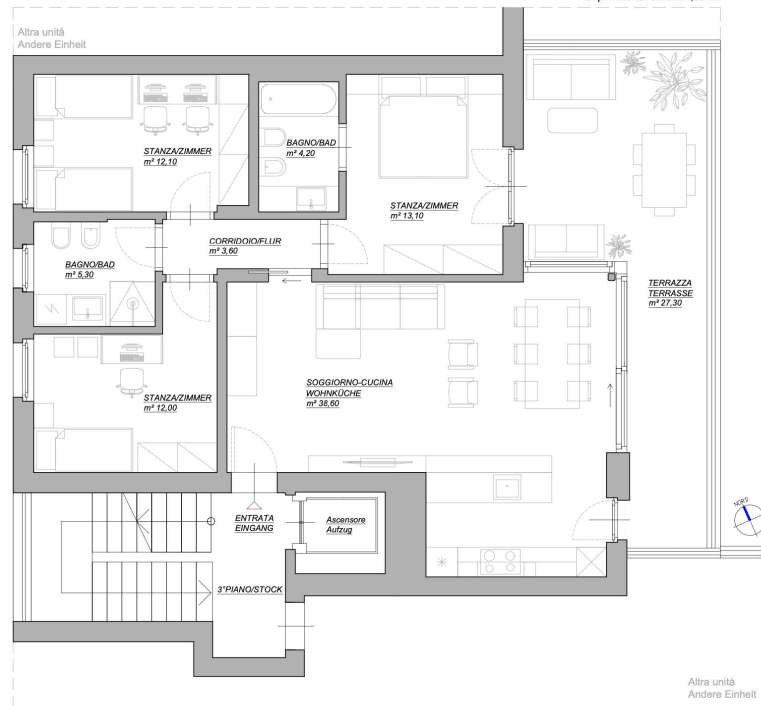 Altra unità
Andere Einheit
STANZA/ZIMMER
m² 12,10
BAGNO/BAD
m² 4,20
STANZA/ZIMMER
m² 13,10
CORRIDOIO/FLUR
m² 3,60
BAGNO/BAD
m² 5,30
TERRAZZA
TERRASSE
m² 27,30
SOGGIORNO-CUCINA
WOHNKÜCHE
m² 38,60
STANZA/ZIMMER
m² 12,00
NORD
ENTRATA
EINGANG
Ascensore
Aufzug
3°PIANO/STOCK
Altra unità
Andere Einheit